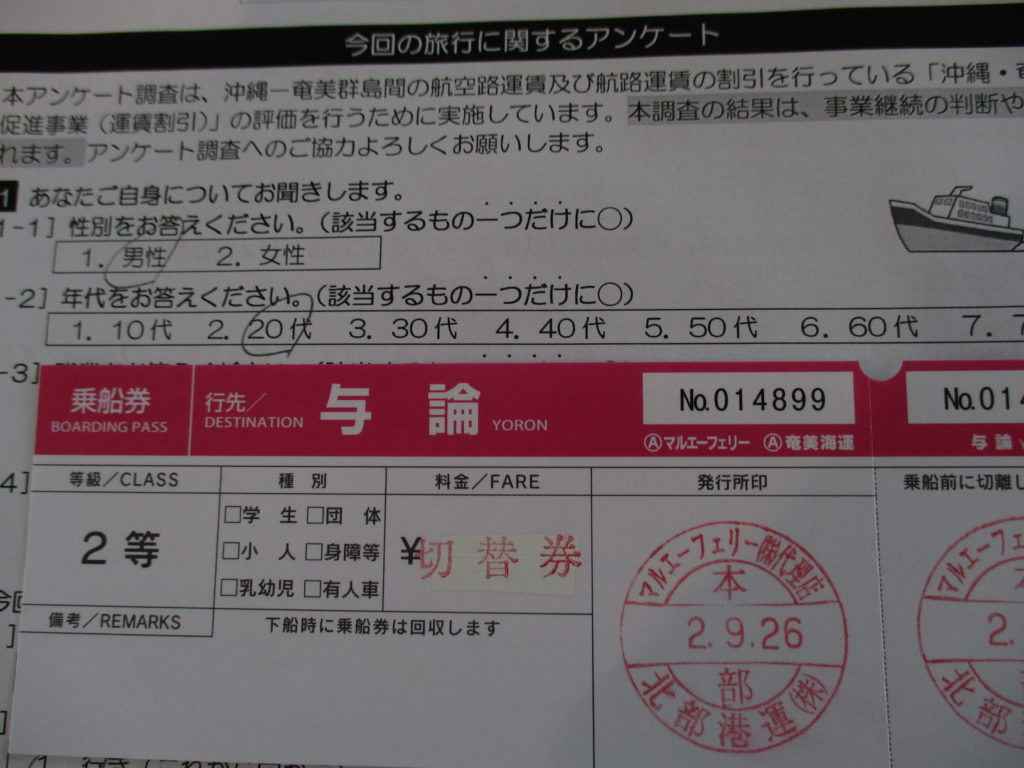 今回の旅行に関するアンケート
本アンケート調査は、沖縄－奄美群島間の航空路運賃及び航路運賃の割引を行っている「沖縄・奄
促進事業（運賃割引）」の評価を行うために実施しています。本調査の結果は、事業継続の判断や
れます。アンケート調査へのご協力よろしくお願いします。
1 あなたご自身についてお聞きします。
1-1］性別をお答えください。（該当するもの一つだけに○）
1. 男性 2. 女性
-2］年代をお答えください。（該当するもの一つだけに○）
1. 10代 2. 20代 3. 30代 4. 40代 5. 50代 6. 60代 7. 7
-3］
乗船券
BOARDING PASS
行先／
DESTINATION
与論 YORON
No.014899
Ⓐマルエーフェリー Ⓐ奄美海運
No.014
与論
4］
等級／CLASS
種別
料金／FARE
発行所印
乗船前に切離し
2等
□学生 □団体
□小人 □身障等
□乳幼児 □有人車
¥切替券
備考／REMARKS
下船時に乗船券は回収します
マルエーフェリー㈱代理店
本
2.9.26
部
北部港運㈱
マルエーフェ
2.
北部